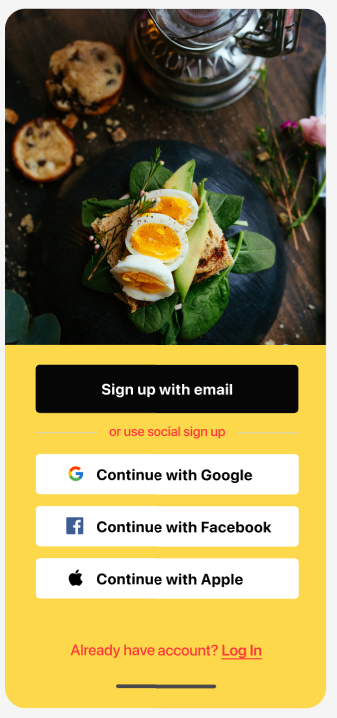 Sign up with email
or use social sign up
Continue with Google
Continue with Facebook
Continue with Apple
Already have account? Log In